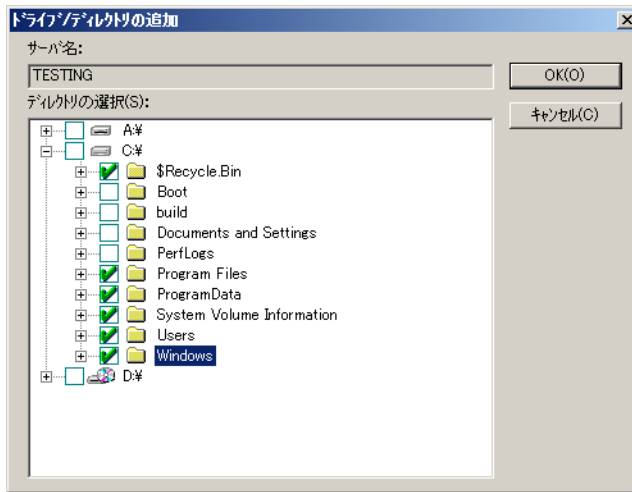 ﾄﾞﾗｲﾌﾞ/ﾃﾞｨﾚｸﾄﾘの追加
サーバ名:
TESTING
OK(O)
ﾃﾞｨﾚｸﾄﾘの選択(S):
ｷｬﾝｾﾙ(C)
A:¥
C:¥
$Recycle.Bin
Boot
build
Documents and Settings
PerfLogs
Program Files
ProgramData
System Volume Information
Users
Windows
D:¥